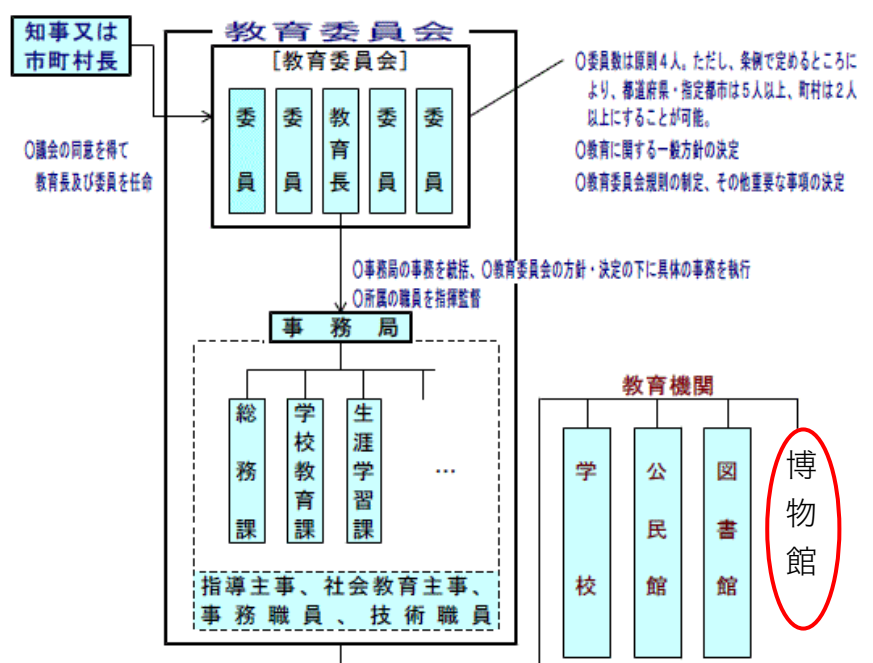 知事又は
市町村長
教育委員会
[教育委員会]
委員
委員
教育長
委員
委員
〇議会の同意を得て
教育長及び委員を任命
〇委員数は原則4人。ただし、条例で定めるところに
より、都道府県・指定都市は5人以上、町村は2人
以上にすることが可能。
〇教育に関する一般方針の決定
〇教育委員会規則の制定、その他重要な事項の決定
〇事務局の事務を統括、〇教育委員会の方針・決定の下に具体の事務を執行
〇所属の職員を指揮監督
事務局
総務課
学校教育課
生涯学習課
…
指導主事、社会教育主事、
事務職員、技術職員
教育機関
学校
公民館
図書館
博物館